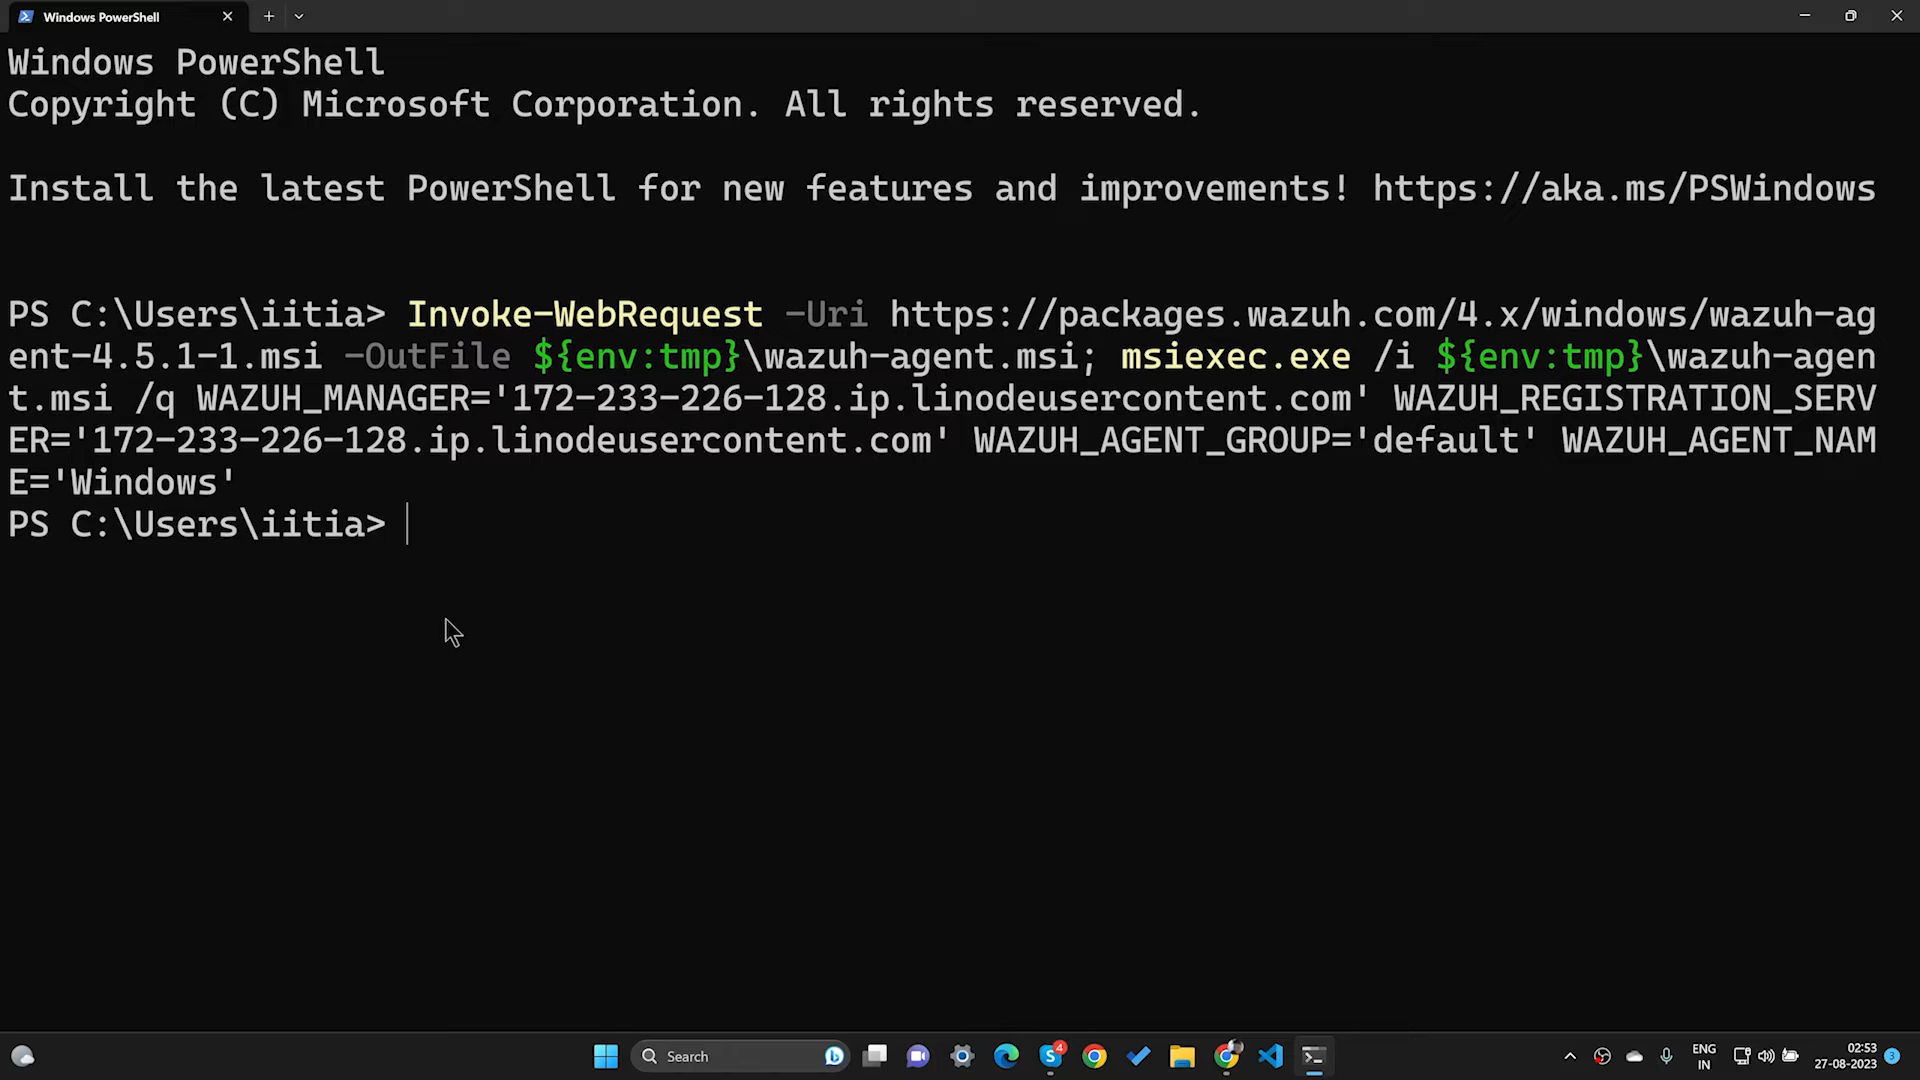 Windows PowerShell
Windows PowerShell
Copyright (C) Microsoft Corporation. All rights reserved.
Install the latest PowerShell for new features and improvements! https://aka.ms/PSWindows
PS C:\Users\iitia> Invoke-WebRequest -Uri https://packages.wazuh.com/4.x/windows/wazuh-ag
ent-4.5.1-1.msi -OutFile ${env:tmp}\wazuh-agent.msi; msiexec.exe /i ${env:tmp}\wazuh-agen
t.msi /q WAZUH_MANAGER='172-233-226-128.ip.linodeusercontent.com' WAZUH_REGISTRATION_SERV
ER='172-233-226-128.ip.linodeusercontent.com' WAZUH_AGENT_GROUP='default' WAZUH_AGENT_NAM
E='Windows'
PS C:\Users\iitia>
Search
4
ENG
IN
02:53
27-08-2023
3